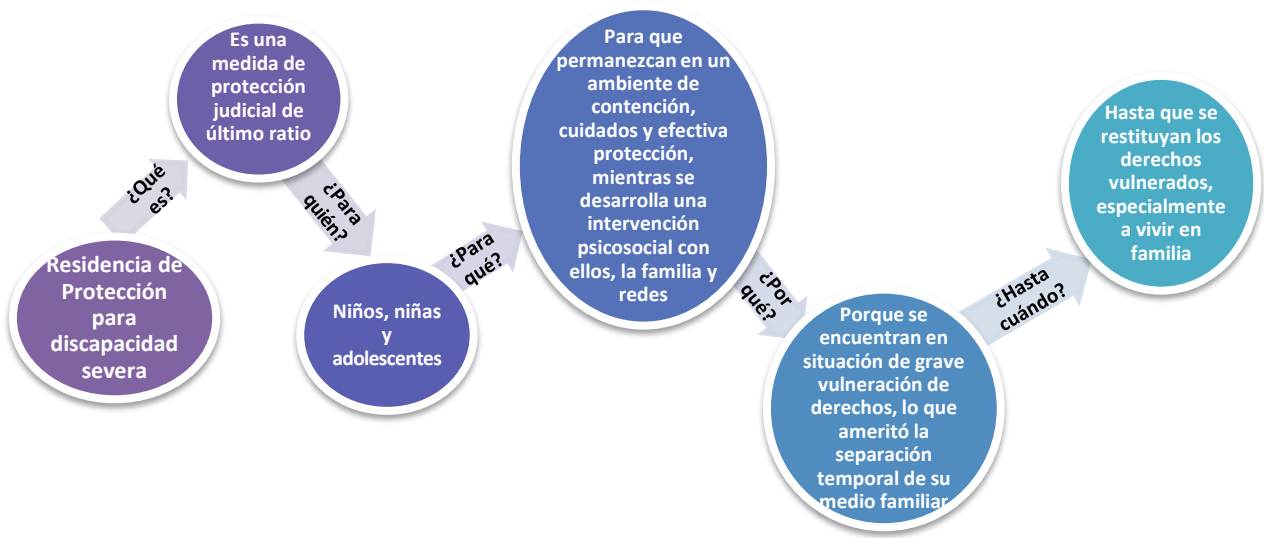 Residencia de
Protección
para
discapacidad
severa
¿Qué
es?
Es una
medida de
protección
judicial de
último ratio
¿Para
quién?
Niños, niñas
y
adolescentes
¿Para
qué?
Para que
permanezcan en un
ambiente de
contención,
cuidados y efectiva
protección,
mientras se
desarrolla una
intervención
psicosocial con
ellos, la familia y
redes
¿Por
qué?
Porque se
encuentran en
situación de grave
vulneración de
derechos, lo que
ameritó la
separación
temporal de su
medio familiar
¿Hasta
cuándo?
Hasta que se
restituyan los
derechos
vulnerados,
especialmente
a vivir en
familia